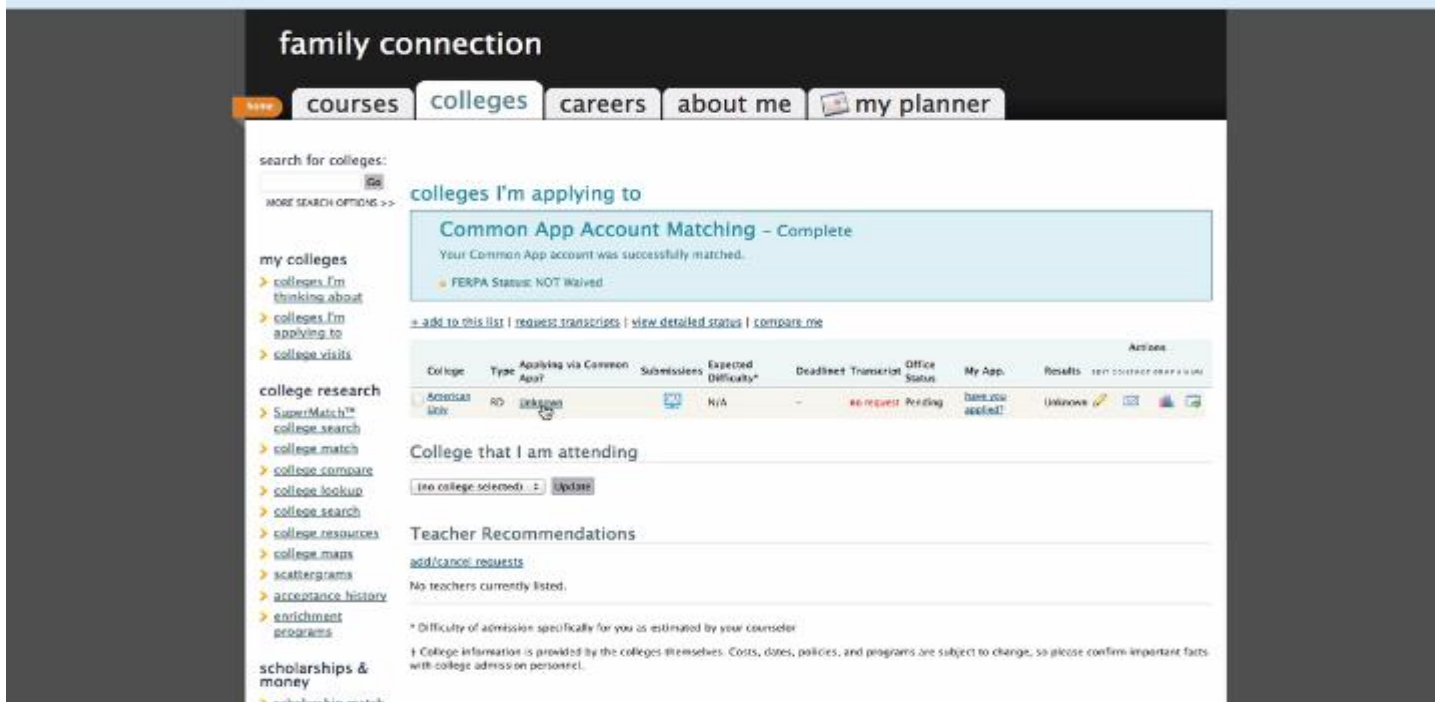 family connection
home courses colleges careers about me my planner
search for colleges:
Go
MORE SEARCH OPTIONS >>
my colleges
colleges I'm
thinking about
colleges I'm
applying to
college visits
college research
SuperMatch™
college search
college match
college compare
college lookup
college search
college resources
college maps
scattergrams
acceptance history
enrichment
programs
scholarships &
money
scholarship match
colleges I'm applying to
Common App Account Matching – Complete
Your Common App account was successfully matched.
FERPA Status: NOT Waived
+ add to this list | request transcripts | view detailed status | compare me
Actions
College Type Applying via Common App? Submissions Expected Difficulty* Deadline† Transcript Office Status My App. Results EDIT CONTACT GRAPH
American Univ RD Unknown N/A – no request Pending have you applied? Unknown
College that I am attending
(no college selected) Update
Teacher Recommendations
add/cancel requests
No teachers currently listed.
* Difficulty of admission specifically for you as estimated by your counselor
† College information is provided by the colleges themselves. Costs, dates, policies, and programs are subject to change, so please confirm important facts
with college admission personnel.